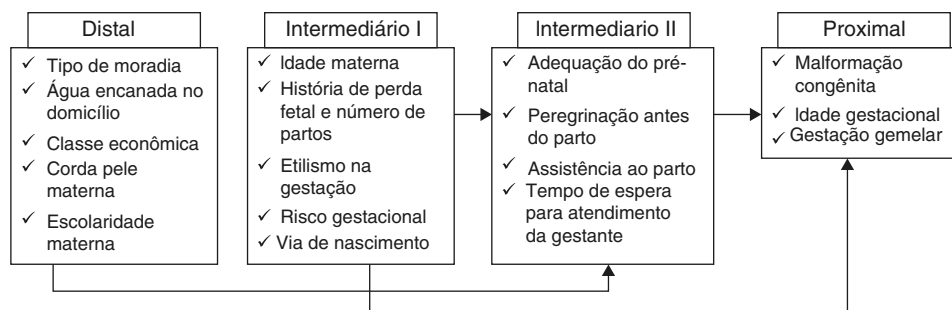 Distal
Tipo de moradia
Água encanada no
domicílio
Classe econômica
Corda pele
materna
Escolaridade
materna
Intermediário I
Idade materna
História de perda
fetal e número de
partos
Etilismo na
gestação
Risco gestacional
Via de nascimento
Intermediario II
Adequação do pré-
natal
Peregrinação antes
do parto
Assistência ao parto
Tempo de espera
para atendimento
da gestante
Proximal
Malformação
congênita
Idade gestacional
Gestação gemelar